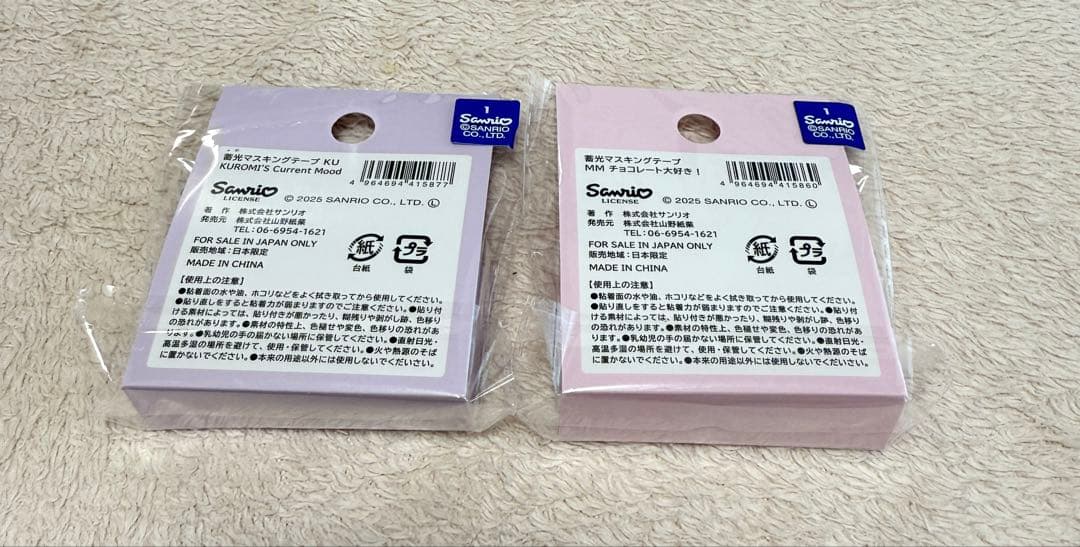 1
Sanrio
©SANRIO
CO., LTD.
蓄光マスキングテープ KU
KUROMI'S Current Mood
4 964694 415877
Sanrio
LICENSE
© 2025 SANRIO CO., LTD. Ⓛ
著 作 株式会社サンリオ
発売元 株式会社山野紙業
TEL:06-6954-1621
FOR SALE IN JAPAN ONLY
販売地域:日本限定
MADE IN CHINA
紙
台紙
プラ
袋
【使用上の注意】
●粘着面の水や油、ホコリなどをよく拭き取ってから使用してください。
●貼り直しをすると粘着力が弱まりますのでご注意ください。●貼り付
ける素材によっては、貼り付きが悪かったり、糊残りや剥がし跡、色移り
の恐れがあります。●素材の特性上、色褪せや変色、色移りの恐れがあ
ります。●乳幼児の手の届かない場所に保管してください。●直射日光・
高温多湿の場所を避けて、使用・保管してください。●火や熱源のそば
に置かないでください。●本来の用途以外には使用しないでください。
1
Sanrio
©SANRIO
CO., LTD.
蓄光マスキングテープ
MM チョコレート大好き！
4 964694 415860
Sanrio
LICENSE
© 2025 SANRIO CO., LTD. Ⓛ
著 作 株式会社サンリオ
発売元 株式会社山野紙業
TEL:06-6954-1621
FOR SALE IN JAPAN ONLY
販売地域:日本限定
MADE IN CHINA
紙
台紙
プラ
袋
【使用上の注意】
●粘着面の水や油、ホコリなどをよく拭き取ってから使用してください。
●貼り直しをすると粘着力が弱まりますのでご注意ください。●貼り付
ける素材によっては、貼り付きが悪かったり、糊残りや剥がし跡、色移り
の恐れがあります。●素材の特性上、色褪せや変色、色移りの恐れがあ
ります。●乳幼児の手の届かない場所に保管してください。●直射日光・
高温多湿の場所を避けて、使用・保管してください。●火や熱源のそば
に置かないでください。●本来の用途以外には使用しないでください。